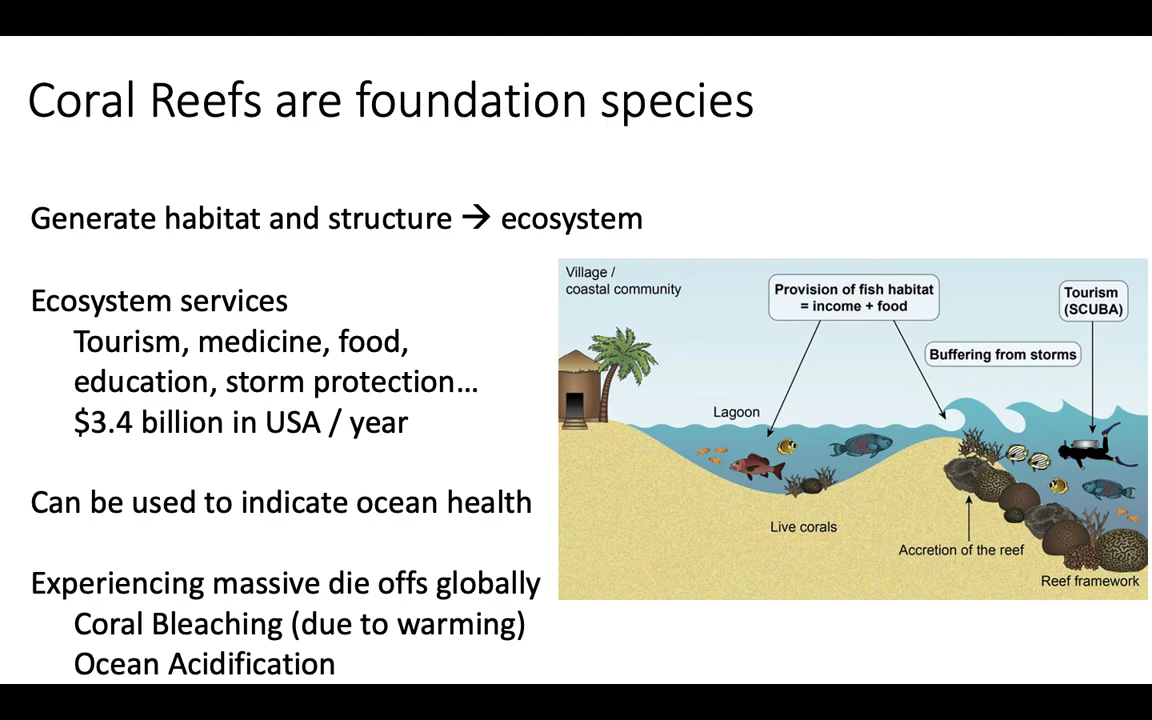 Coral Reefs are foundation species
Generate habitat and structure → ecosystem
Ecosystem services
Tourism, medicine, food,
education, storm protection…
$3.4 billion in USA / year
Can be used to indicate ocean health
Experiencing massive die offs globally
Coral Bleaching (due to warming)
Ocean Acidification
Village /
coastal community
Provision of fish habitat
= income + food
Tourism
(SCUBA)
Buffering from storms
Lagoon
Live corals
Accretion of the reef
Reef framework